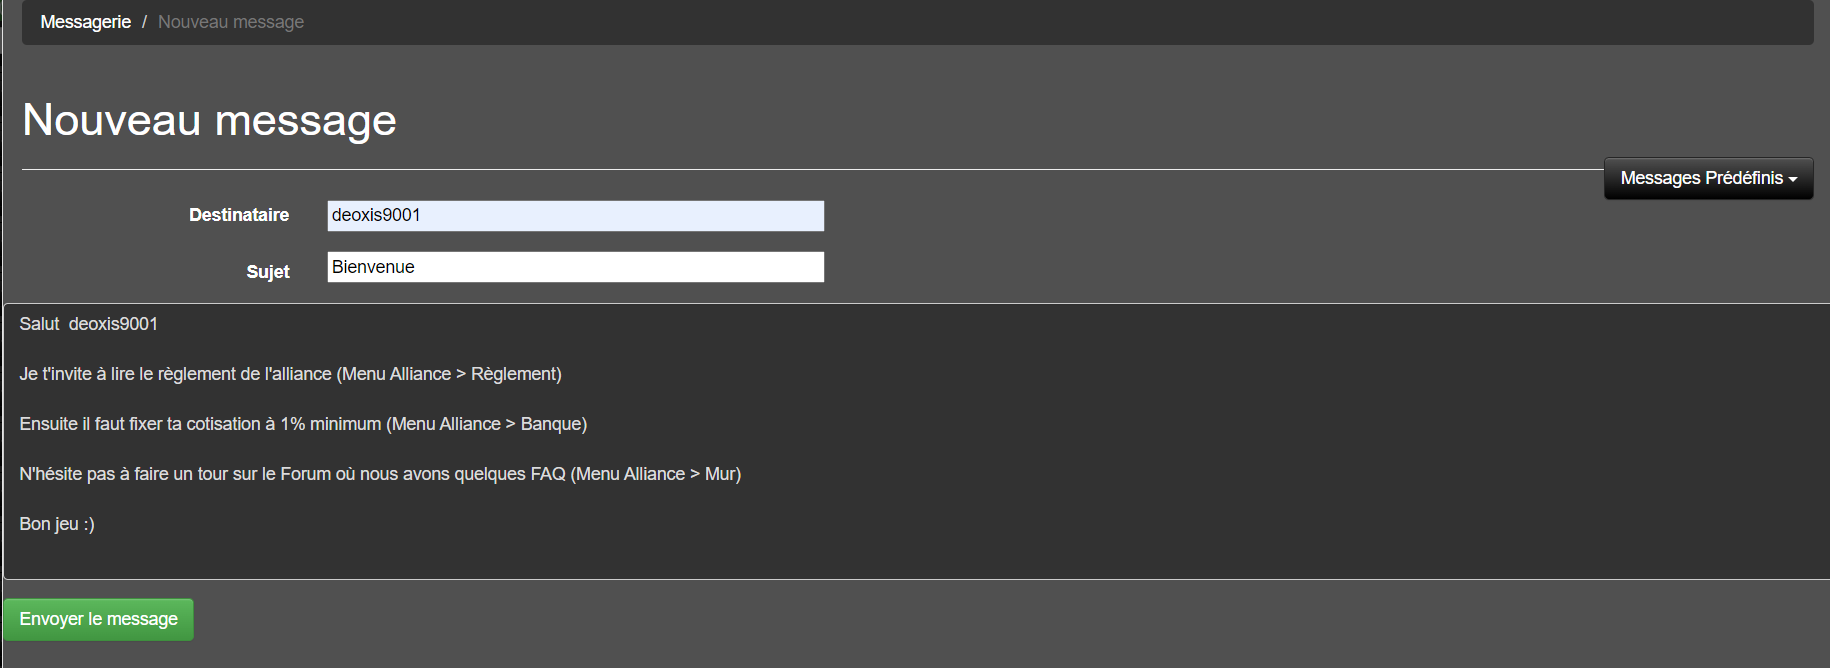 Messagerie / Nouveau message
Nouveau message
Messages Prédéfinis
Destinataire deoxis9001
Sujet Bienvenue
Salut  deoxis9001
Je t'invite à lire le règlement de l'alliance (Menu Alliance > Règlement)
Ensuite il faut fixer ta cotisation à 1% minimum (Menu Alliance > Banque)
N'hésite pas à faire un tour sur le Forum où nous avons quelques FAQ (Menu Alliance > Mur)
Bon jeu :)
Envoyer le message